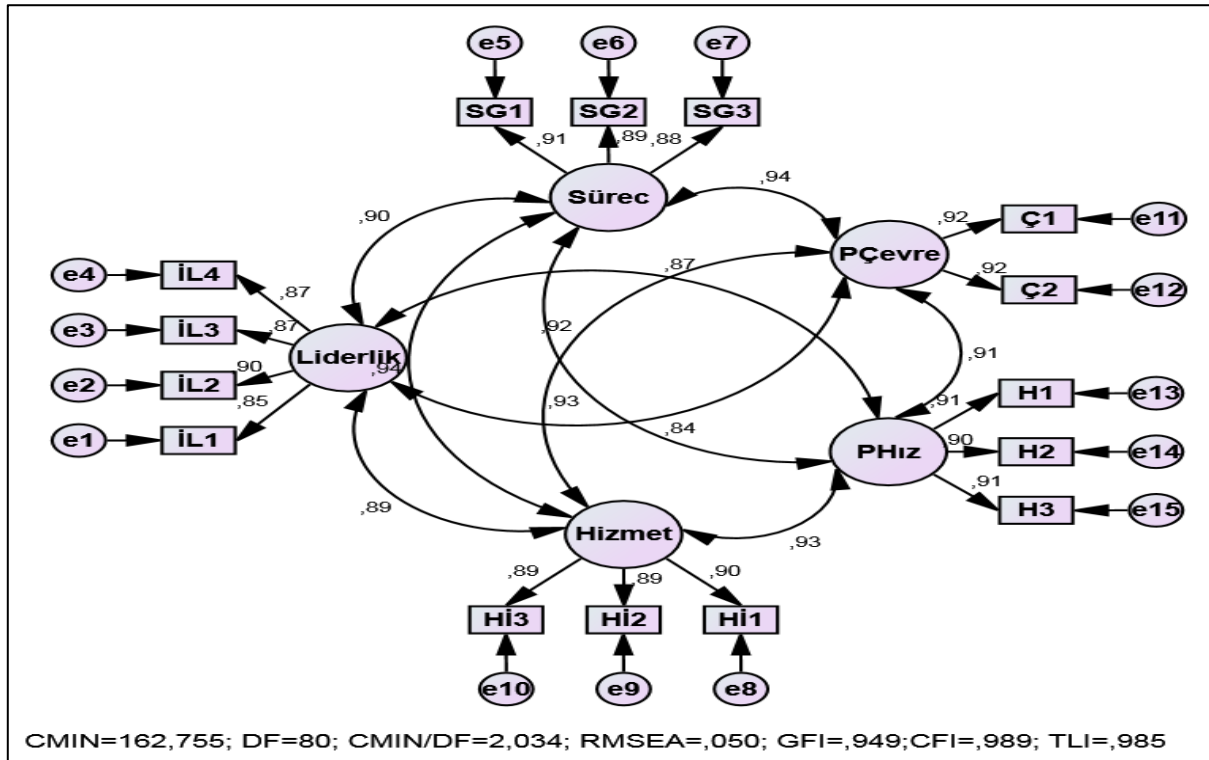 e5 e6 e7
SG1 SG2 SG3
,91 ,89 ,88
Sürec
,94
,90
,92 Ç1 e11
PÇevre
,92 Ç2 e12
e4 İL4
,87
,87
e3 İL3 ,87
Liderlik
,92
,91
e2 İL2 ,90
,94
,93
,91 H1 e13
e1 İL1 ,85
,84
PHız
90 H2 e14
,91 H3 e15
,89
Hizmet
,93
,89 ,89 ,90
Hİ3 Hİ2 Hİ1
e10 e9 e8
CMIN=162,755; DF=80; CMIN/DF=2,034; RMSEA=,050; GFI=,949;CFI=,989; TLI=,985